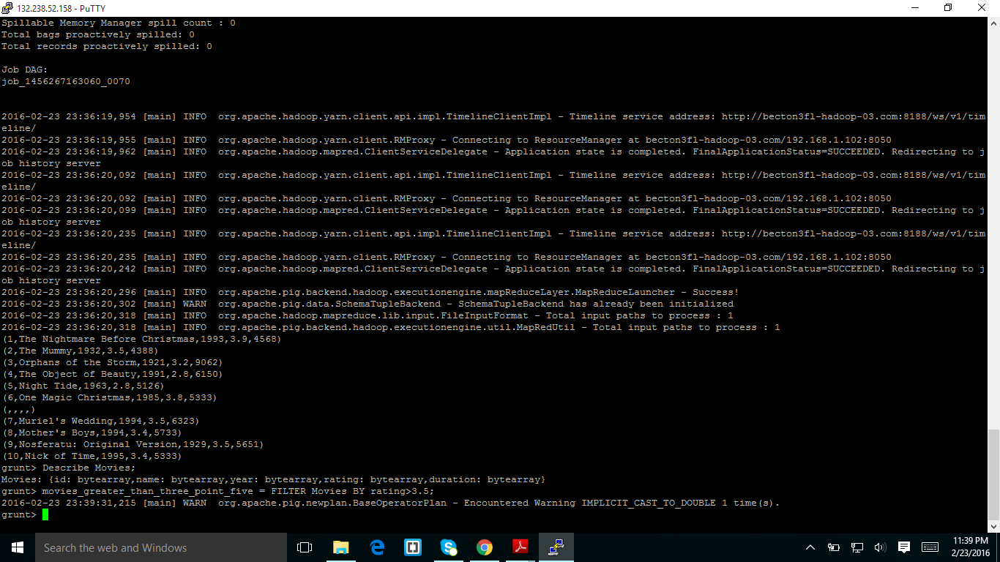 132.238.52.158 - PuTTY
Spillable Memory Manager spill count : 0
Total bags proactively spilled: 0
Total records proactively spilled: 0
Job DAG:
job_1456267163060_0070
2016-02-23 23:36:19,954 [main] INFO  org.apache.hadoop.yarn.client.api.impl.TimelineClientImpl - Timeline service address: http://becton3fl-hadoop-03.com:8188/ws/v1/tim
eline/
2016-02-23 23:36:19,955 [main] INFO  org.apache.hadoop.yarn.client.RMProxy - Connecting to ResourceManager at becton3fl-hadoop-03.com/192.168.1.102:8050
2016-02-23 23:36:19,962 [main] INFO  org.apache.hadoop.mapred.ClientServiceDelegate - Application state is completed. FinalApplicationStatus=SUCCEEDED. Redirecting to j
ob history server
2016-02-23 23:36:20,092 [main] INFO  org.apache.hadoop.yarn.client.api.impl.TimelineClientImpl - Timeline service address: http://becton3fl-hadoop-03.com:8188/ws/v1/tim
eline/
2016-02-23 23:36:20,092 [main] INFO  org.apache.hadoop.yarn.client.RMProxy - Connecting to ResourceManager at becton3fl-hadoop-03.com/192.168.1.102:8050
2016-02-23 23:36:20,099 [main] INFO  org.apache.hadoop.mapred.ClientServiceDelegate - Application state is completed. FinalApplicationStatus=SUCCEEDED. Redirecting to j
ob history server
2016-02-23 23:36:20,235 [main] INFO  org.apache.hadoop.yarn.client.api.impl.TimelineClientImpl - Timeline service address: http://becton3fl-hadoop-03.com:8188/ws/v1/tim
eline/
2016-02-23 23:36:20,235 [main] INFO  org.apache.hadoop.yarn.client.RMProxy - Connecting to ResourceManager at becton3fl-hadoop-03.com/192.168.1.102:8050
2016-02-23 23:36:20,242 [main] INFO  org.apache.hadoop.mapred.ClientServiceDelegate - Application state is completed. FinalApplicationStatus=SUCCEEDED. Redirecting to j
ob history server
2016-02-23 23:36:20,296 [main] INFO  org.apache.pig.backend.hadoop.executionengine.mapReduceLayer.MapReduceLauncher - Success!
2016-02-23 23:36:20,302 [main] WARN  org.apache.pig.data.SchemaTupleBackend - SchemaTupleBackend has already been initialized
2016-02-23 23:36:20,318 [main] INFO  org.apache.hadoop.mapreduce.lib.input.FileInputFormat - Total input paths to process : 1
2016-02-23 23:36:20,318 [main] INFO  org.apache.pig.backend.hadoop.executionengine.util.MapRedUtil - Total input paths to process : 1
(1,The Nightmare Before Christmas,1993,3.9,4568)
(2,The Mummy,1932,3.5,4388)
(3,Orphans of the Storm,1921,3.2,9062)
(4,The Object of Beauty,1991,2.8,6150)
(5,Night Tide,1963,2.8,5126)
(6,One Magic Christmas,1985,3.8,5333)
(,,,,)
(7,Muriel's Wedding,1994,3.5,6323)
(8,Mother's Boys,1994,3.4,5733)
(9,Nosferatu: Original Version,1929,3.5,5651)
(10,Nick of Time,1995,3.4,5333)
grunt> Describe Movies;
Movies: {id: bytearray,name: bytearray,year: bytearray,rating: bytearray,duration: bytearray}
grunt> movies_greater_than_three_point_five = FILTER Movies BY rating>3.5;
2016-02-23 23:39:31,215 [main] WARN  org.apache.pig.newplan.BaseOperatorPlan - Encountered Warning IMPLICIT_CAST_TO_DOUBLE 1 time(s).
grunt>
Search the web and Windows
11:39 PM
2/23/2016